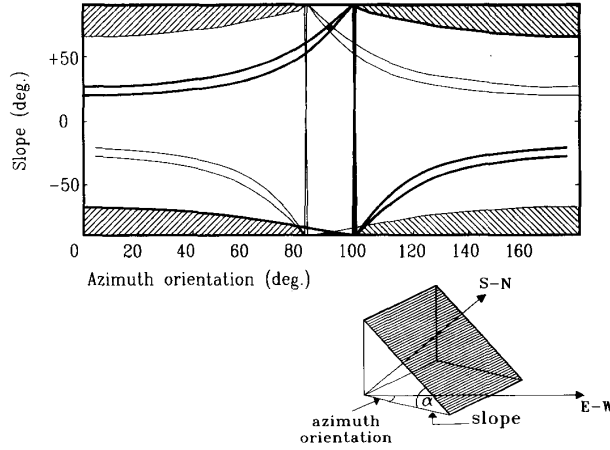 +50
0
-50
Slope (deg.)
0 20 40 60 80 100 120 140 160
Azimuth orientation (deg.)
S-N
E-W
α
azimuth
orientation
slope